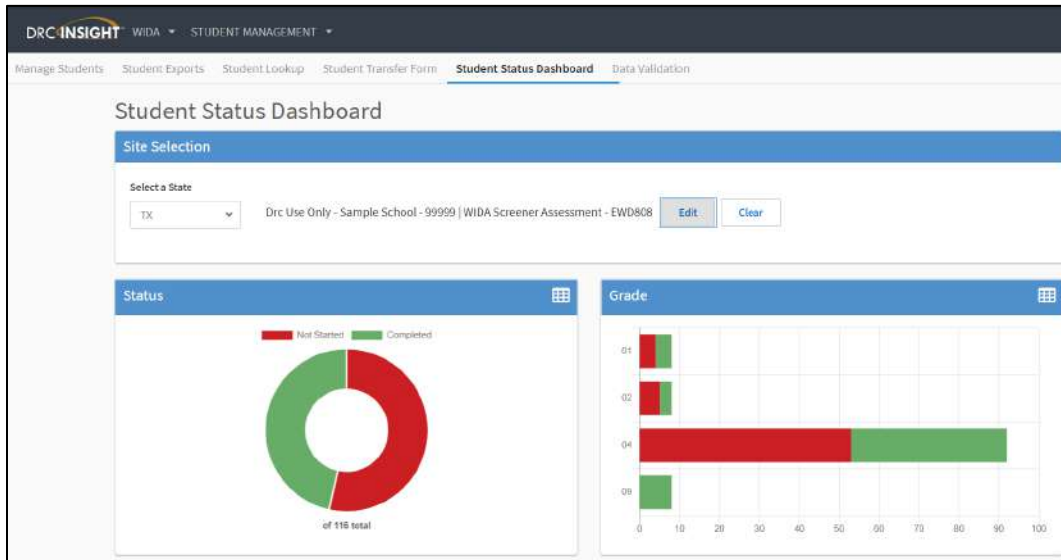 DRC INSIGHT WIDA STUDENT MANAGEMENT
Manage Students Student Exports Student Lookup Student Transfer Form Student Status Dashboard Data Validation
Student Status Dashboard
Site Selection
Select a State
TX Drc Use Only - Sample School - 99999 | WIDA Screener Assessment - EWD808 Edit Clear
Status
Not Started Completed
of 116 total
Grade
01
02
04
09
0 10 20 30 40 50 60 70 80 90 100